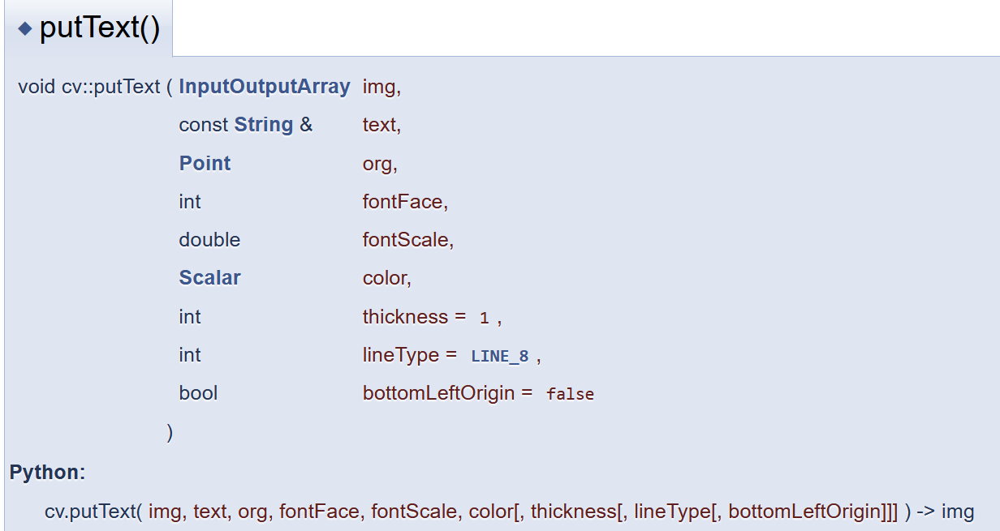 ◆ putText()
void cv::putText ( InputOutputArray img,
const String & text,
Point org,
int fontFace,
double fontScale,
Scalar color,
int thickness = 1 ,
int lineType = LINE_8 ,
bool bottomLeftOrigin = false
)
Python:
cv.putText( img, text, org, fontFace, fontScale, color[, thickness[, lineType[, bottomLeftOrigin]]] ) -> img